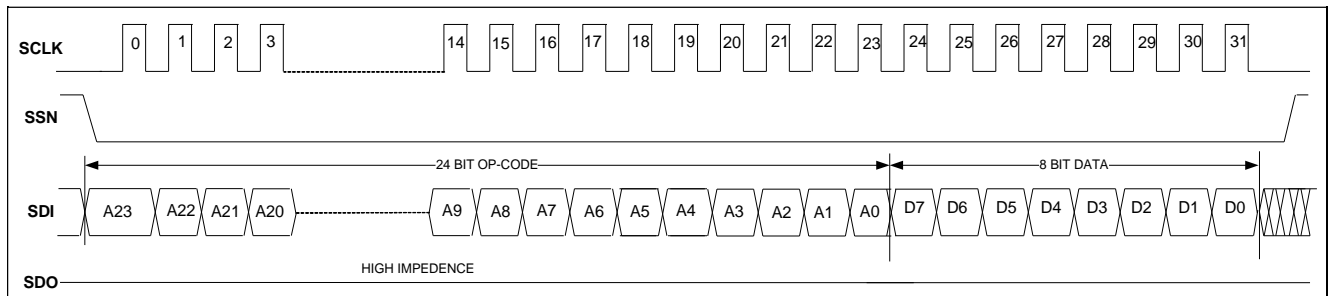 SCLK 0 1 2 3 14 15 16 17 18 19 20 21 22 23 24 25 26 27 28 29 30 31
SSN
24 BIT OP-CODE 8 BIT DATA
SDI A23 A22 A21 A20 A9 A8 A7 A6 A5 A4 A3 A2 A1 A0 D7 D6 D5 D4 D3 D2 D1 D0
HIGH IMPEDENCE
SDO